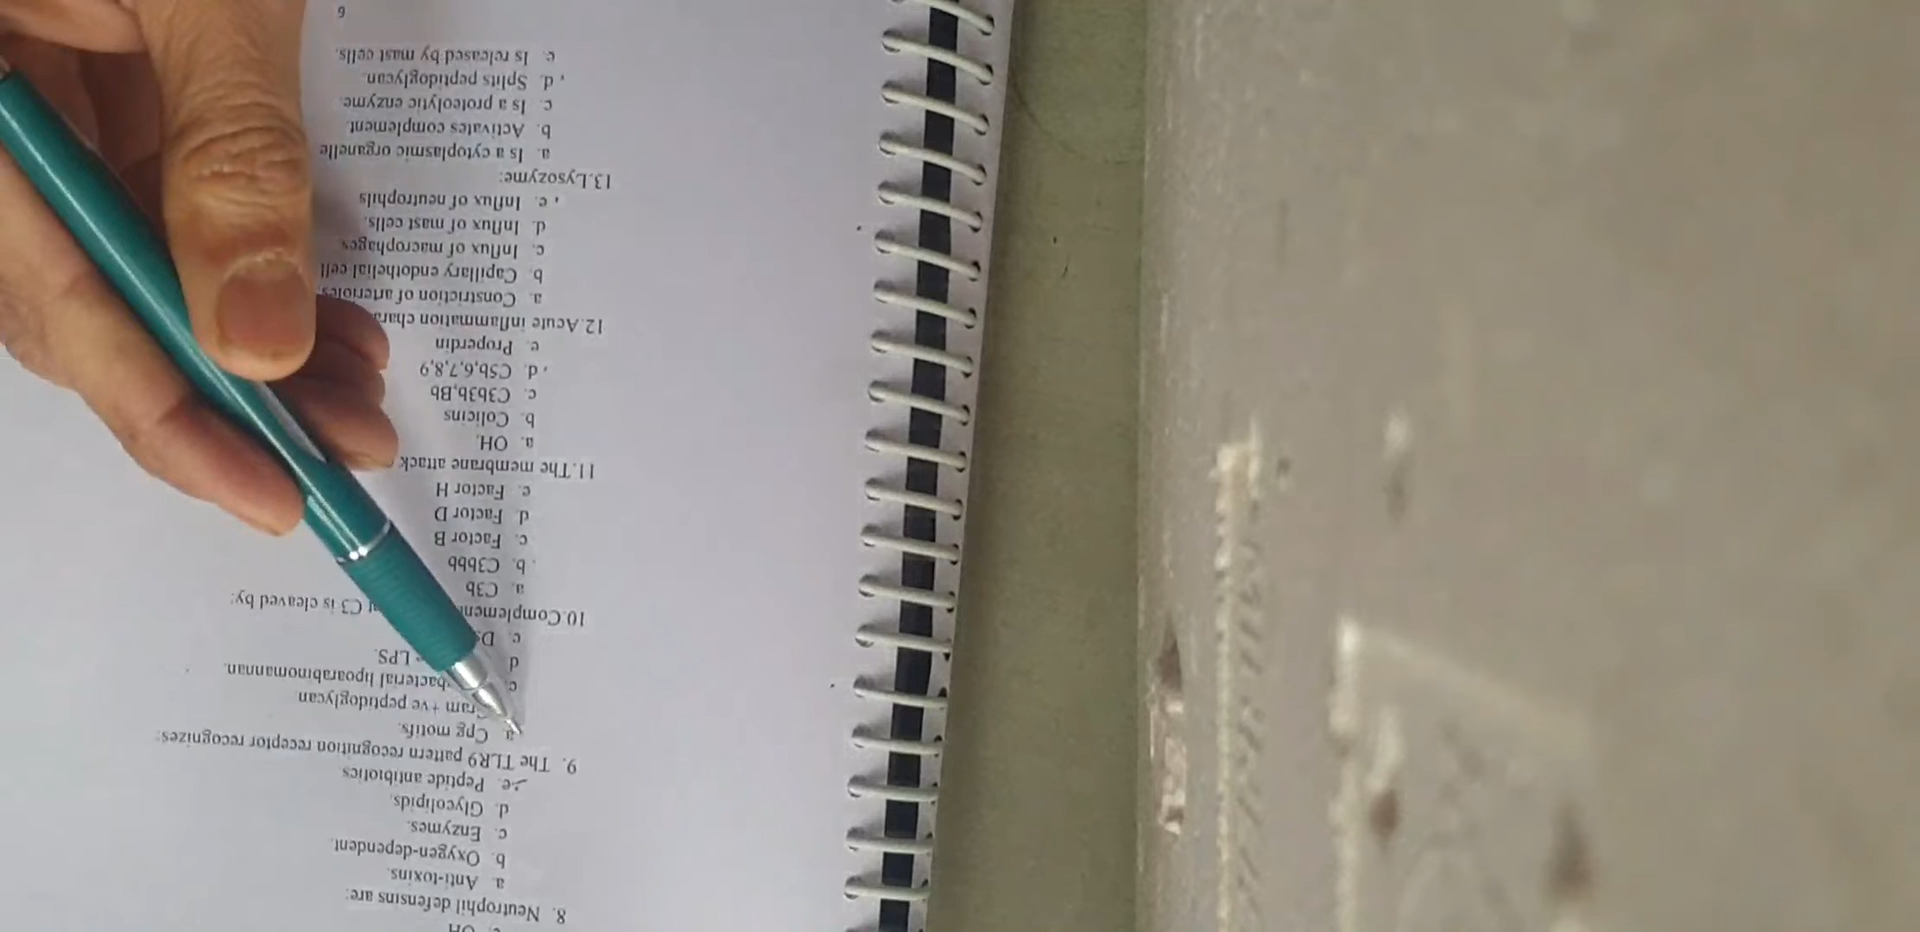 OH
8. Neutrophil defensins are:
a. Anti-toxins.
b. Oxygen-dependent
c. Enzymes.
d. Glycolipids.
e. Peptide antibiotics
9. The TLR9 pattern recognition receptor recognizes:
a. Cpg motifs.
ram +ve peptidoglycan
c. bacterial lipoarabinomannan.
d LPS.
10.Complement C3 is cleaved by:
a. C3b
b. C3bBb
c. Factor B
d. Factor D
e. Factor H
11.The membrane attack
a. OH.
b. Colicins
c. C3b3b,Bb
d. C5b,6,7,8,9
e. Properdin
12.Acute inflammation
a. Constriction of arterioles.
b. Capillary endothelial cell
c. Influx of macrophages
d. Influx of mast cells.
e. Influx of neutrophils
13.Lysozyme:
a. Is a cytoplasmic organelle
b. Activates complement.
c. Is a proteolytic enzyme.
d. Splits peptidoglycan.
e. Is released by mast cells.
6